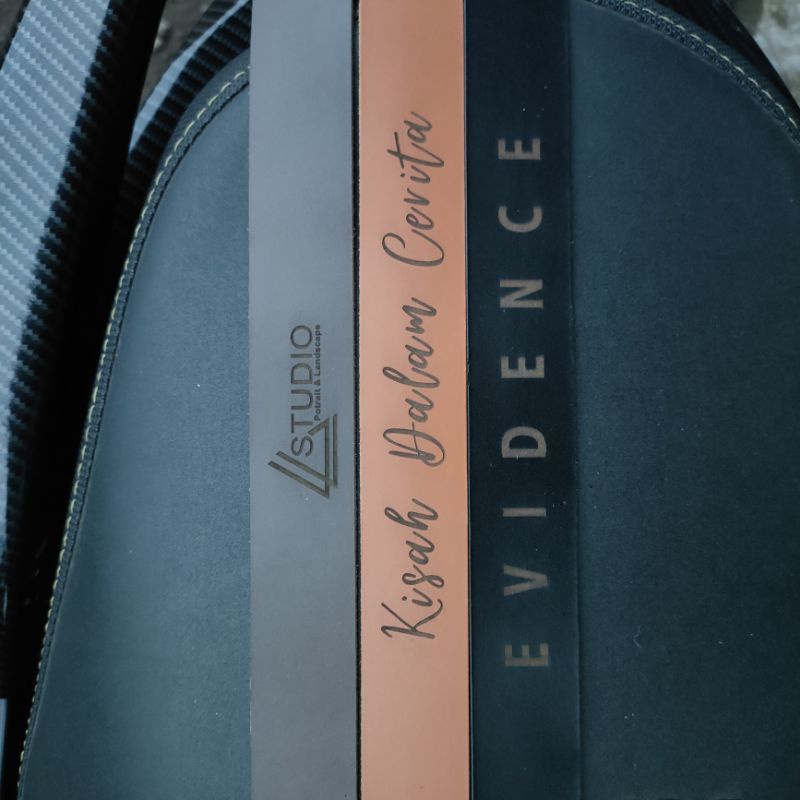 STUDIO
Potrait & Landscape
Kisah Dalam Cerita
EVIDENCE